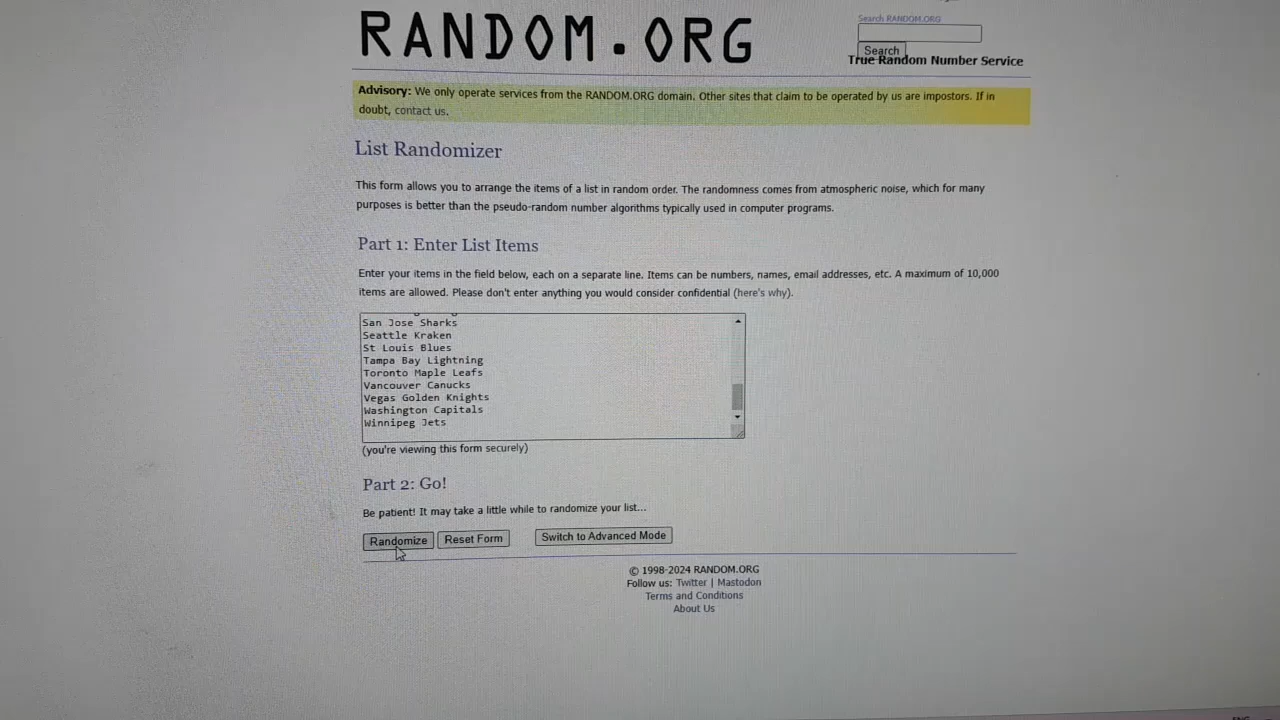 Search RANDOM.ORG
RANDOM.ORG
Search
True Random Number Service
Advisory: We only operate services from the RANDOM.ORG domain. Other sites that claim to be operated by us are impostors. If in
doubt, contact us.
List Randomizer
This form allows you to arrange the items of a list in random order. The randomness comes from atmospheric noise, which for many
purposes is better than the pseudo-random number algorithms typically used in computer programs.
Part 1: Enter List Items
Enter your items in the field below, each on a separate line. Items can be numbers, names, email addresses, etc. A maximum of 10,000
items are allowed. Please don't enter anything you would consider confidential (here's why).
San Jose Sharks
Seattle Kraken
St Louis Blues
Tampa Bay Lightning
Toronto Maple Leafs
Vancouver Canucks
Vegas Golden Knights
Washington Capitals
Winnipeg Jets
(you're viewing this form securely)
Part 2: Go!
Be patient! It may take a little while to randomize your list...
Randomize Reset Form Switch to Advanced Mode
© 1998-2024 RANDOM.ORG
Follow us: Twitter | Mastodon
Terms and Conditions
About Us